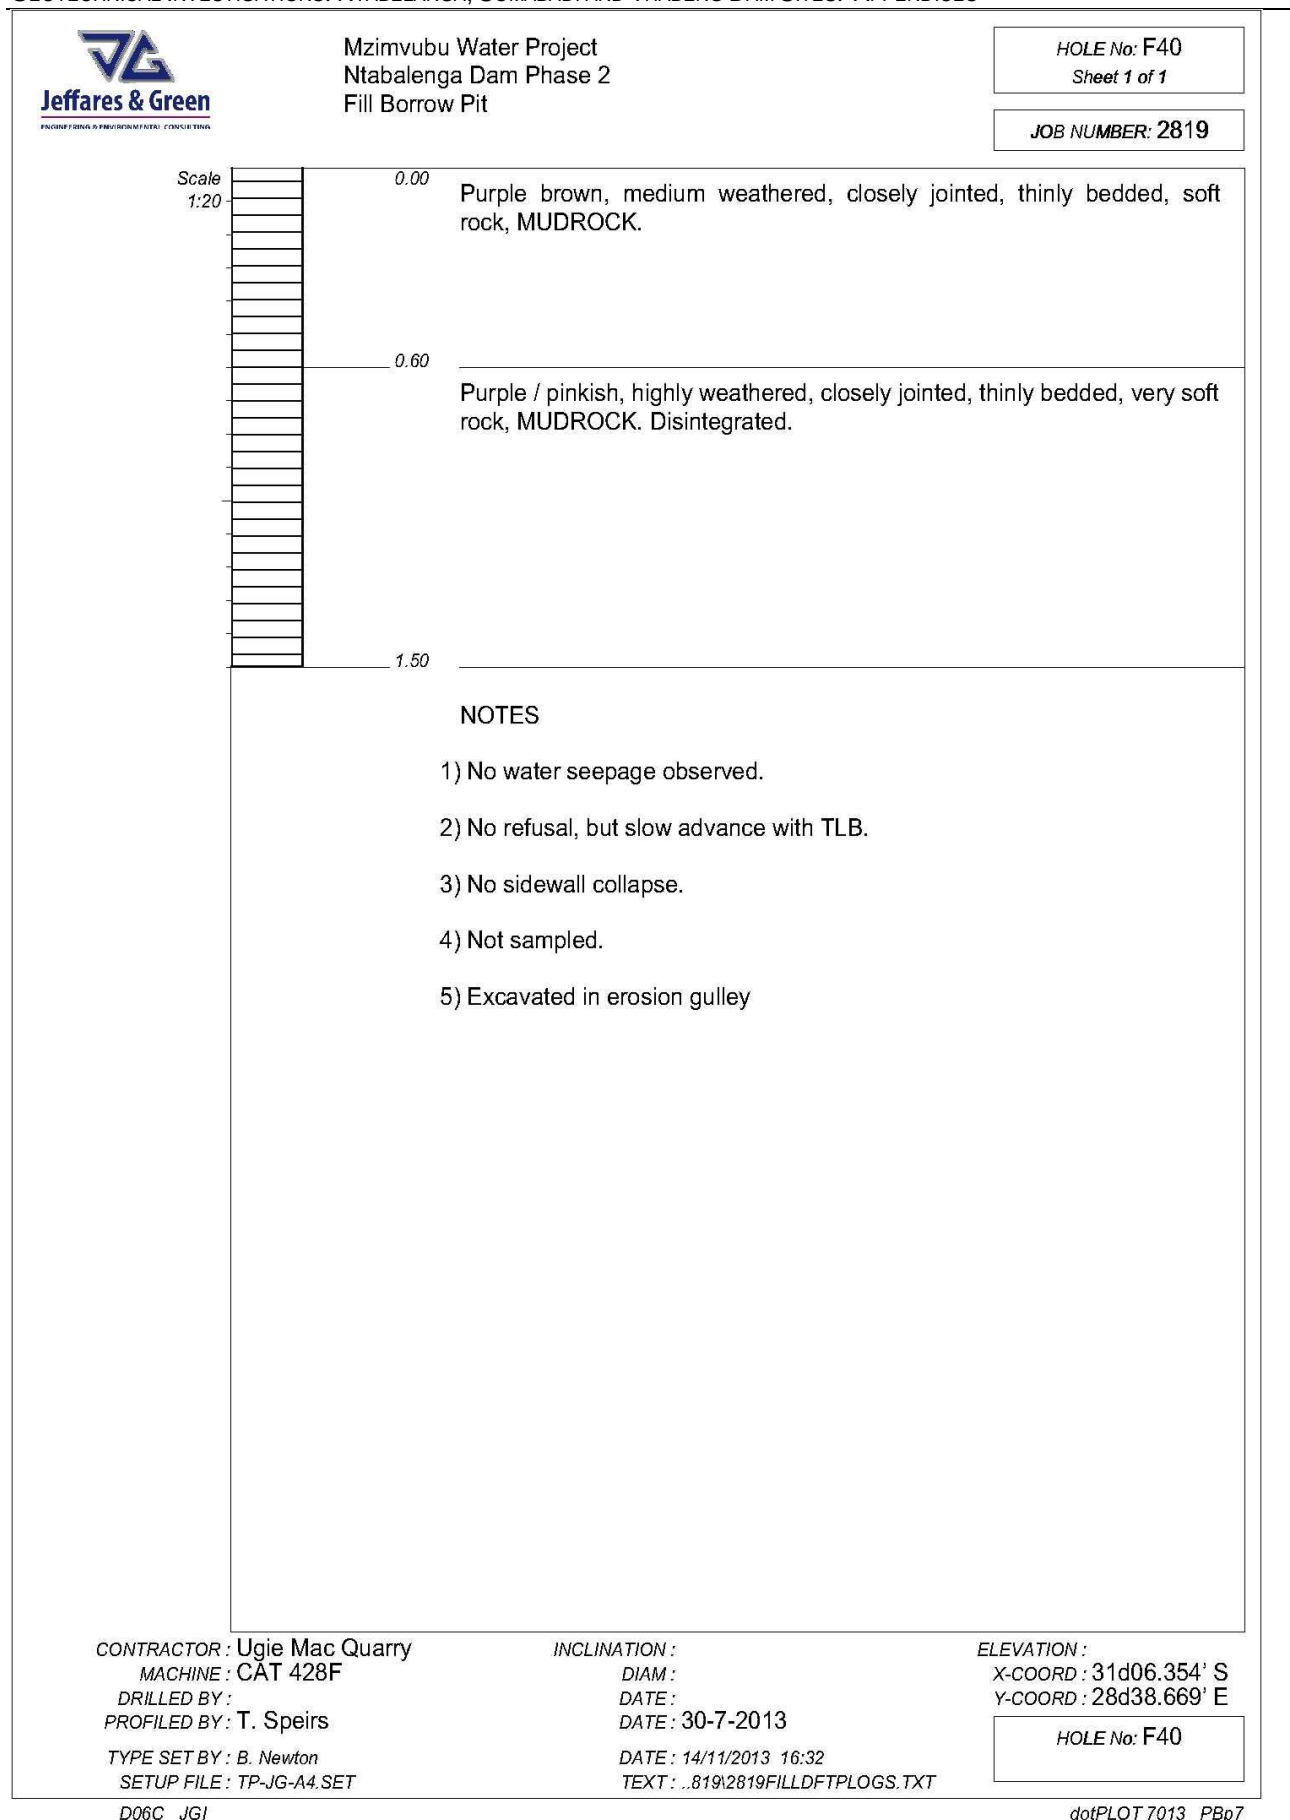 Mzimvubu Water Project
Ntabalenga Dam Phase 2
Fill Borrow Pit
HOLE No: F40
Sheet 1 of 1
JOB NUMBER: 2819
Jeffares & Green
ENGINEERING & ENVIRONMENTAL CONSULTING
Scale
1:20
0.00
Purple brown, medium weathered, closely jointed, thinly bedded, soft
rock, MUDROCK.
0.60
Purple / pinkish, highly weathered, closely jointed, thinly bedded, very soft
rock, MUDROCK. Disintegrated.
1.50
NOTES
1) No water seepage observed.
2) No refusal, but slow advance with TLB.
3) No sidewall collapse.
4) Not sampled.
5) Excavated in erosion gulley
CONTRACTOR : Ugie Mac Quarry
MACHINE : CAT 428F
DRILLED BY :
PROFILED BY : T. Speirs
TYPE SET BY : B. Newton
SETUP FILE : TP-JG-A4.SET
INCLINATION :
DIAM :
DATE :
DATE : 30-7-2013
DATE : 14/11/2013 16:32
TEXT : ..819\2819FILLDFTPLOGS.TXT
ELEVATION :
X-COORD : 31d06.354' S
Y-COORD : 28d38.669' E
HOLE No: F40
D06C JGI
dotPLOT 7013 PBp7